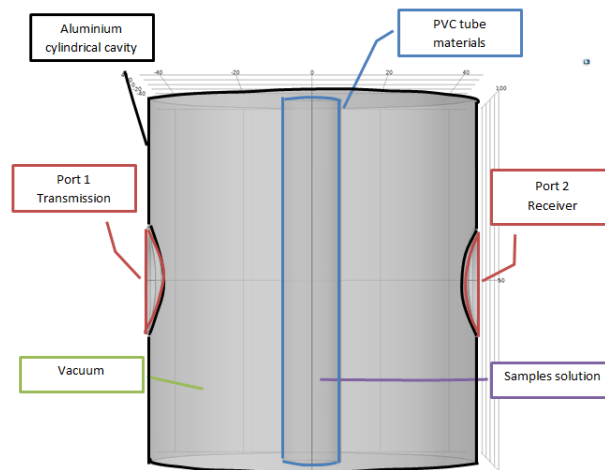 Aluminium
cylindrical cavity
PVC tube
materials
-40
-20
0
20
40
100
Port 1
Transmission
Port 2
Receiver
50
Vacuum
Samples solution